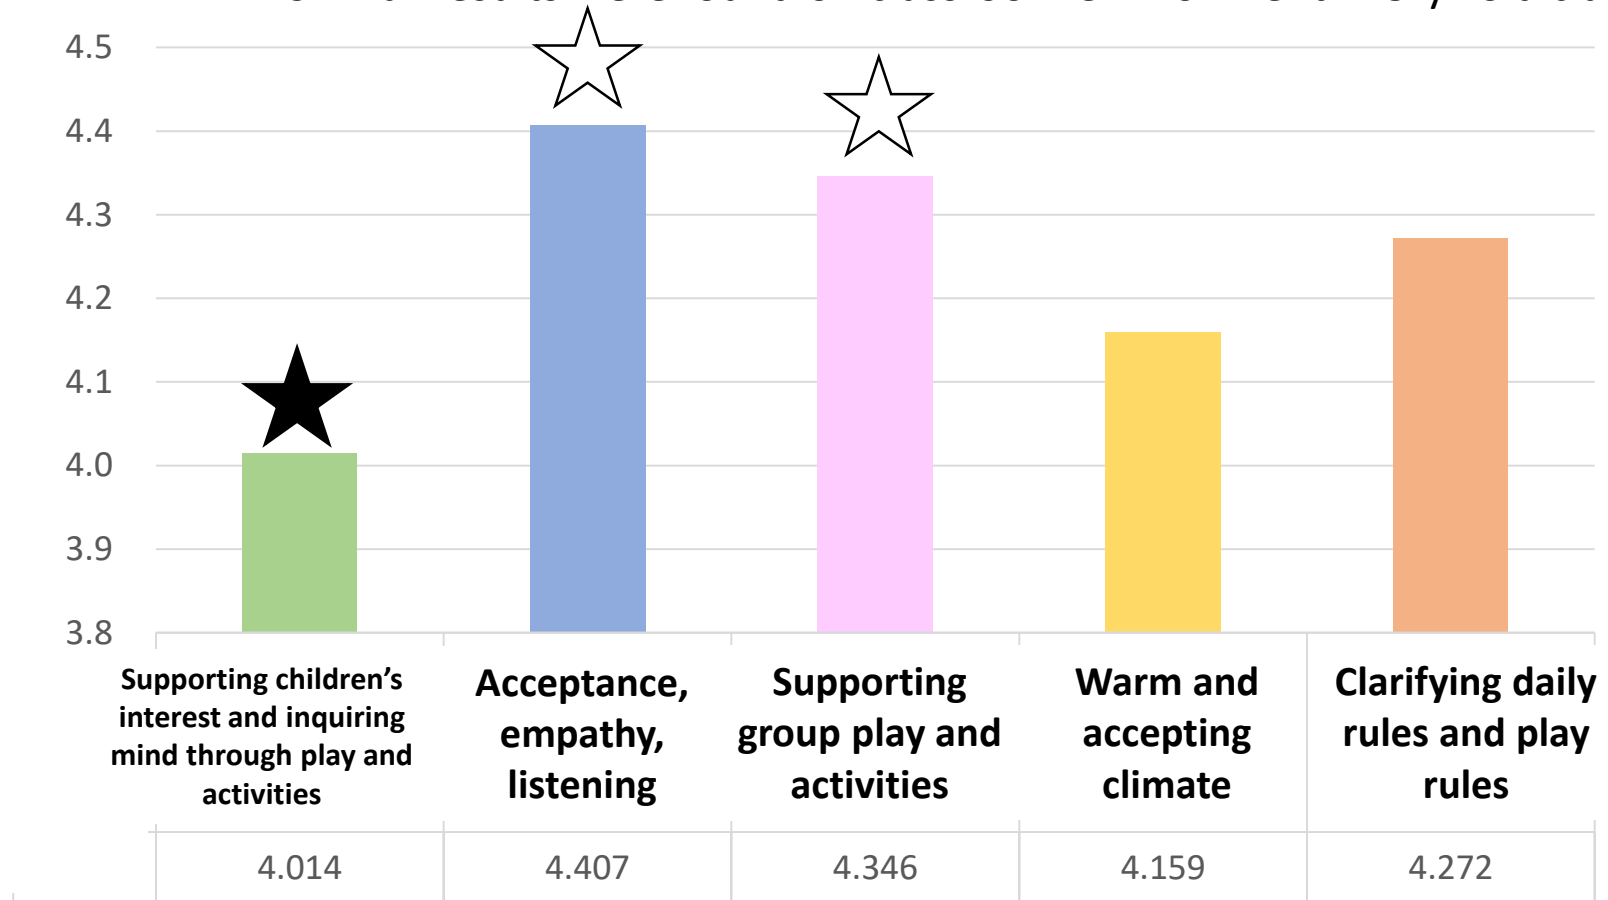 4.5
4.4
4.3
4.2
4.1
4.0
3.9
3.8
Supporting children's
interest and inquiring
mind through play and
activities
Acceptance,
empathy,
listening
Supporting
group play and
activities
Warm and
accepting
climate
Clarifying daily
rules and play
rules
4.014 4.407 4.346 4.159 4.272